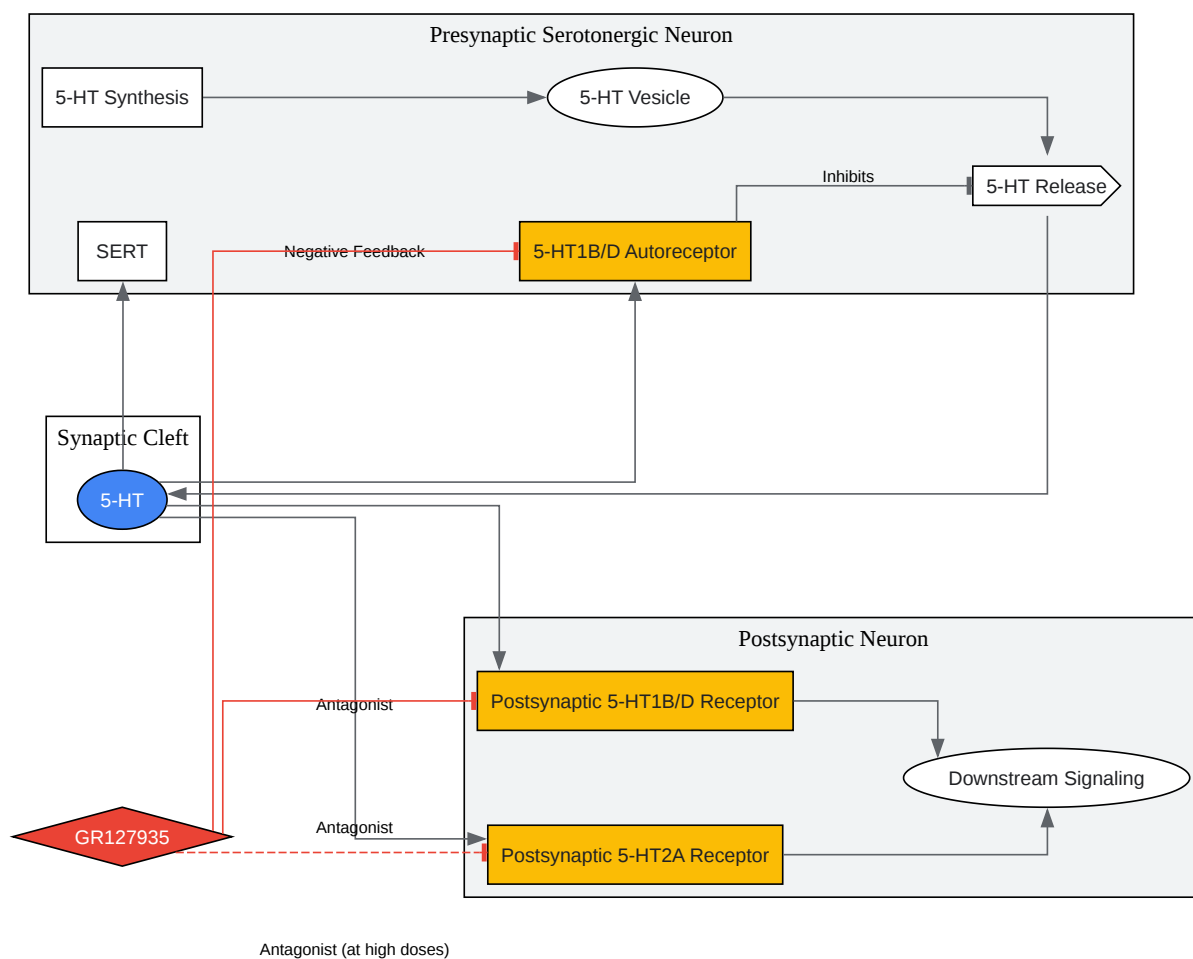 Presynaptic Serotonergic Neuron
5-HT Synthesis
5-HT Vesicle
Inhibits
5-HT Release
SERT
Negative Feedback
5-HT1B/D Autoreceptor
Synaptic Cleft
5-HT
Postsynaptic Neuron
Antagonist
Postsynaptic 5-HT1B/D Receptor
Downstream Signaling
GR127935
Antagonist
Postsynaptic 5-HT2A Receptor
Antagonist (at high doses)